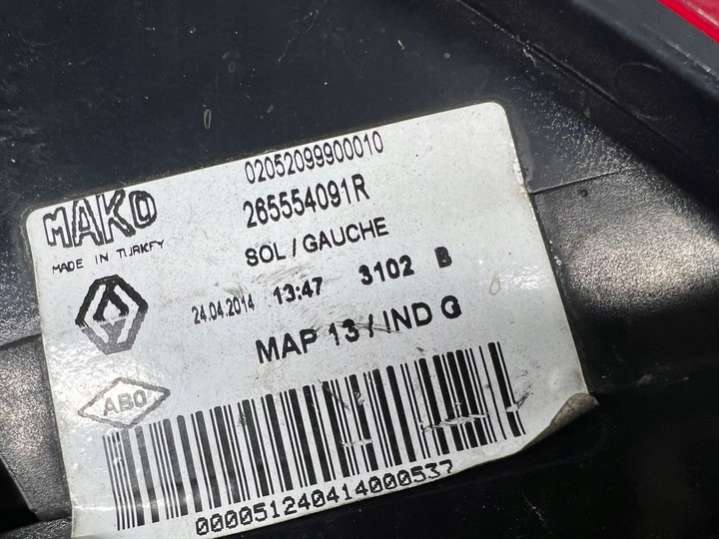 02052099900010
MAKO
265554091R
MADE IN TURKEY
SOL / GAUCHE
24.04.2014 13:47 3102 B
MAP 13 / IND G
ABO
000051240414000537